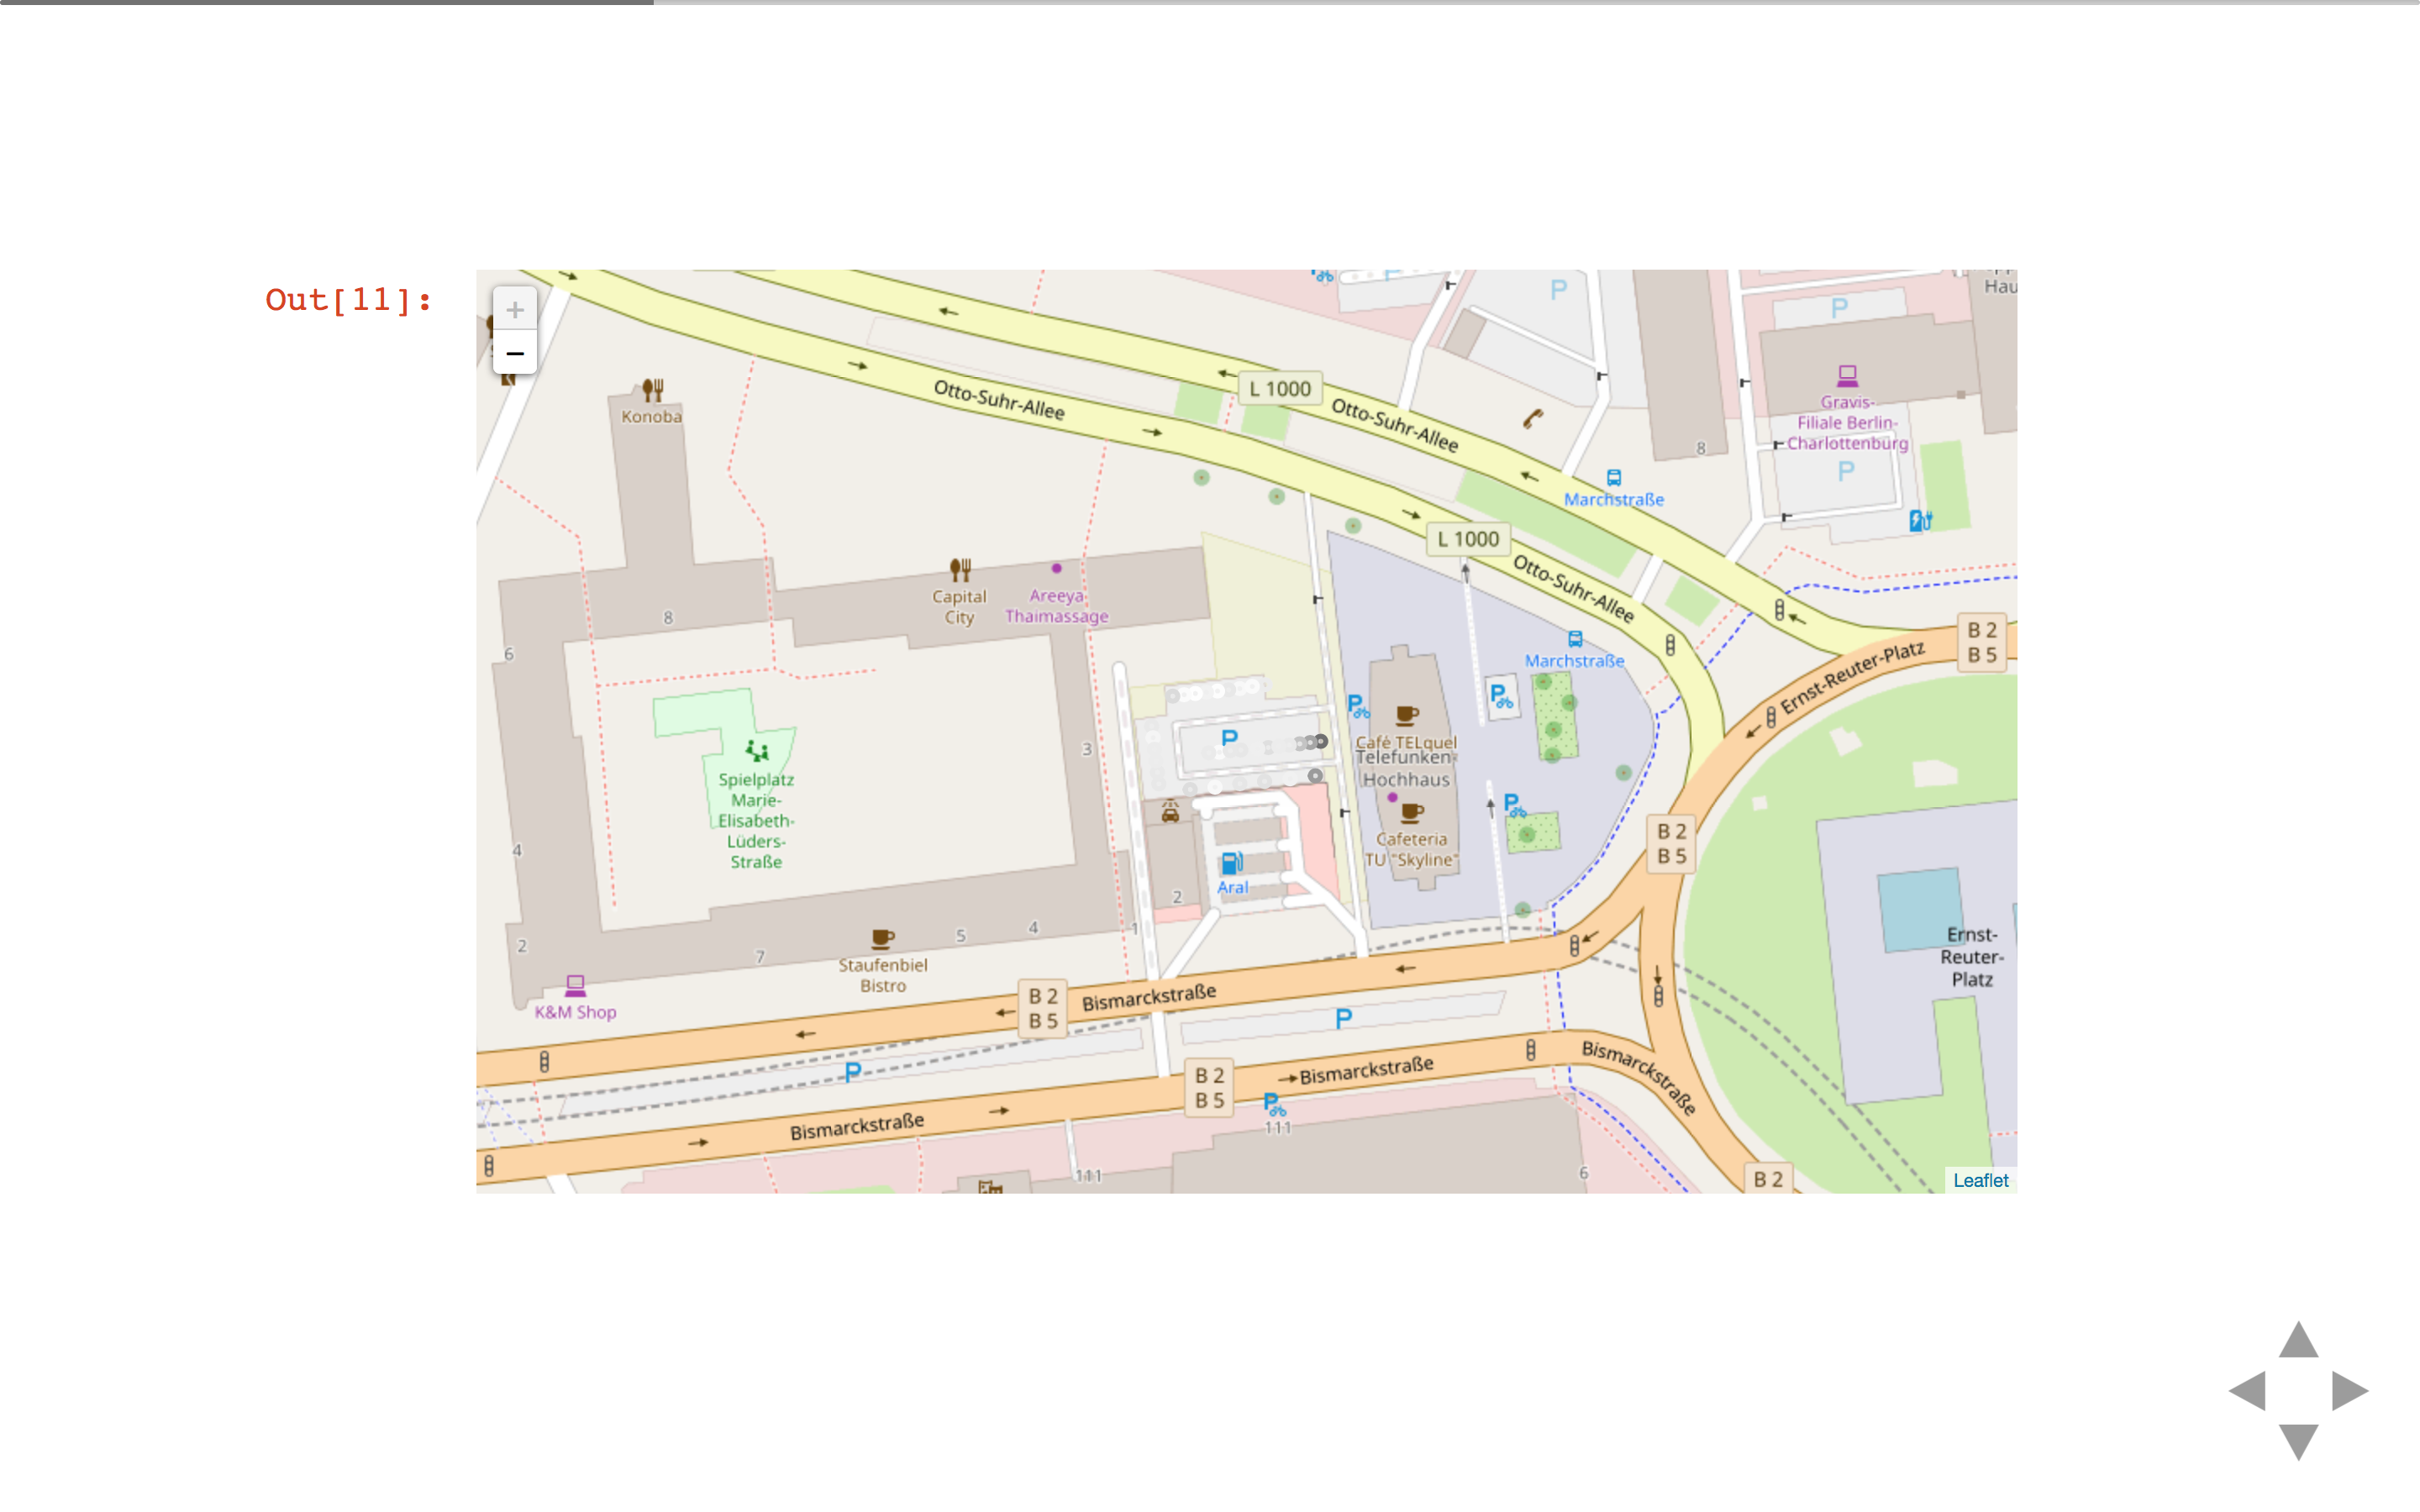 Out[11]:
+
−
Hau
P
P
P
Konoba
Otto-Suhr-Allee
L 1000
Otto-Suhr-Allee
Gravis-
Filiale Berlin-
Charlottenburg
8
P
Marchstraße
L 1000
Otto-Suhr-Allee
Capital
City
Areeya
Thaimassage
8
6
Marchstraße
B 2
B 5
Ernst-Reuter-Platz
P
P
P
3
Café TELquel
Telefunken-
Hochhaus
Spielplatz
Marie-
Elisabeth-
Lüders-
Straße
P
Cafeteria
TU "Skyline"
B 2
B 5
4
Aral
2
2
7
5
4
1
Staufenbiel
Bistro
Ernst-
Reuter-
Platz
K&M Shop
B 2
B 5
Bismarckstraße
P
P
B 2
B 5
Bismarckstraße
Bismarckstraße
Bismarckstraße
P
111
111
6
B 2
Leaflet